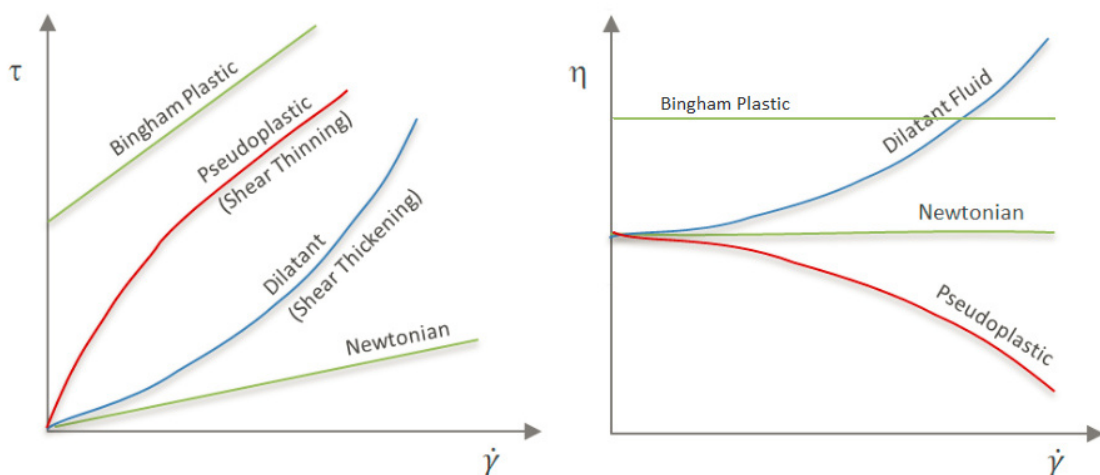 τ
Bingham Plastic
Pseudoplastic
(Shear Thinning)
Dilatant
(Shear Thickening)
Newtonian
γ̇
η
Bingham Plastic
Dilatant Fluid
Newtonian
Pseudoplastic
γ̇